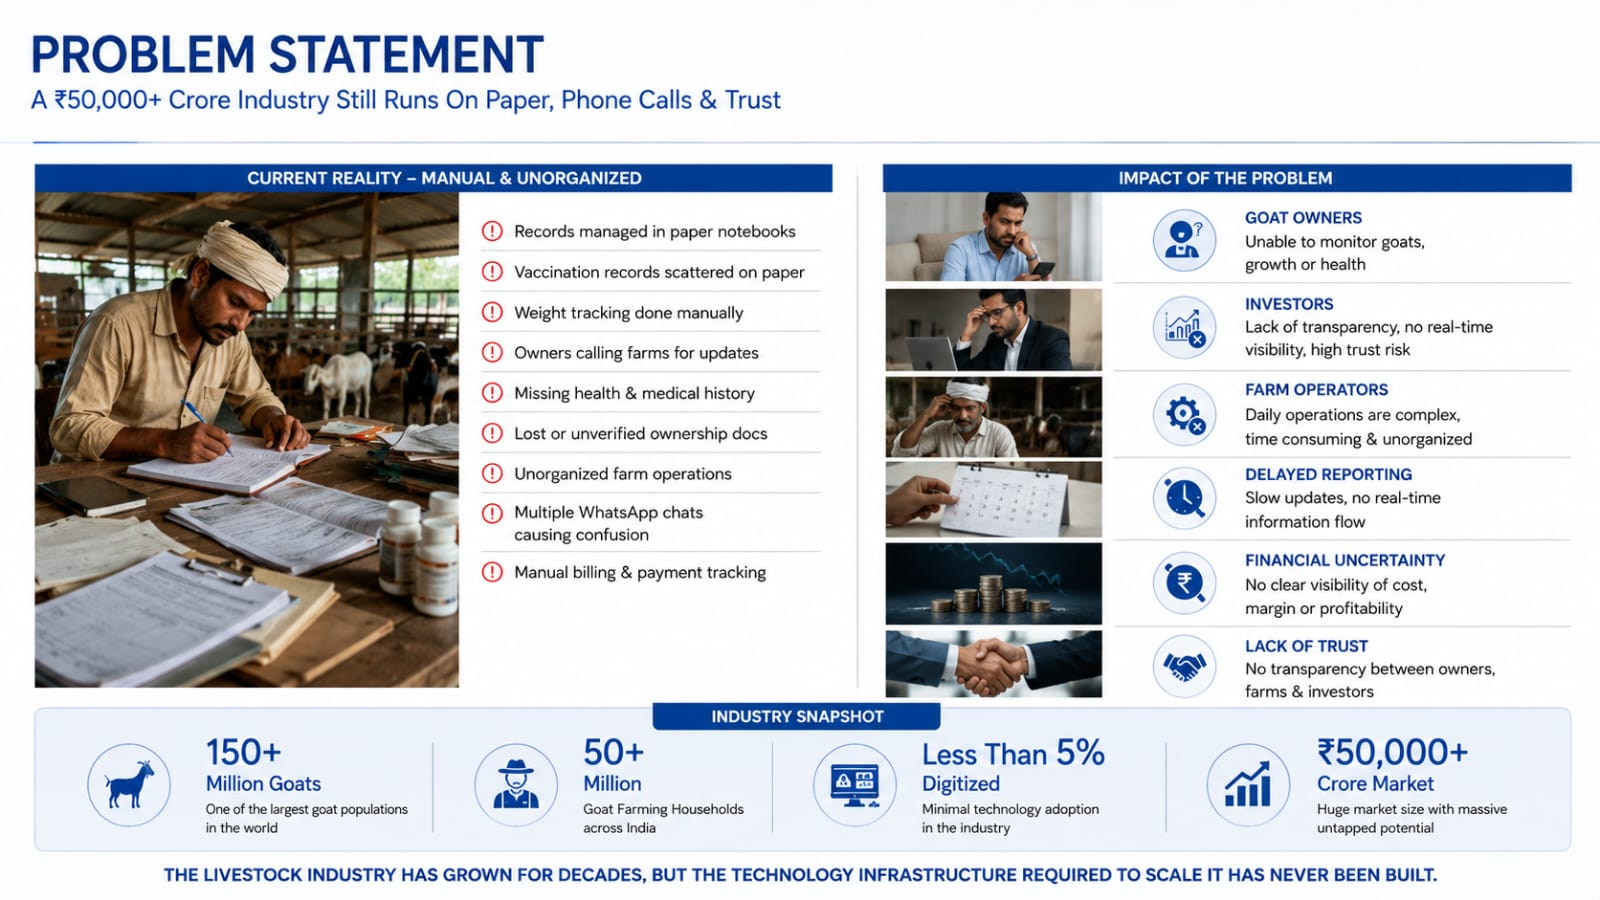 PROBLEM STATEMENT
A ₹50,000+ Crore Industry Still Runs On Paper, Phone Calls & Trust
CURRENT REALITY – MANUAL & UNORGANIZED
Records managed in paper notebooks
Vaccination records scattered on paper
Weight tracking done manually
Owners calling farms for updates
Missing health & medical history
Lost or unverified ownership docs
Unorganized farm operations
Multiple WhatsApp chats
causing confusion
Manual billing & payment tracking
IMPACT OF THE PROBLEM
GOAT OWNERS
Unable to monitor goats,
growth or health
INVESTORS
Lack of transparency, no real-time
visibility, high trust risk
FARM OPERATORS
Daily operations are complex,
time consuming & unorganized
DELAYED REPORTING
Slow updates, no real-time
information flow
FINANCIAL UNCERTAINTY
No clear visibility of cost,
margin or profitability
LACK OF TRUST
No transparency between owners,
farms & investors
INDUSTRY SNAPSHOT
150+
Million Goats
One of the largest goat populations
in the world
50+
Million
Goat Farming Households
across India
Less Than 5%
Digitized
Minimal technology adoption
in the industry
₹50,000+
Crore Market
Huge market size with massive
untapped potential
THE LIVESTOCK INDUSTRY HAS GROWN FOR DECADES, BUT THE TECHNOLOGY INFRASTRUCTURE REQUIRED TO SCALE IT HAS NEVER BEEN BUILT.